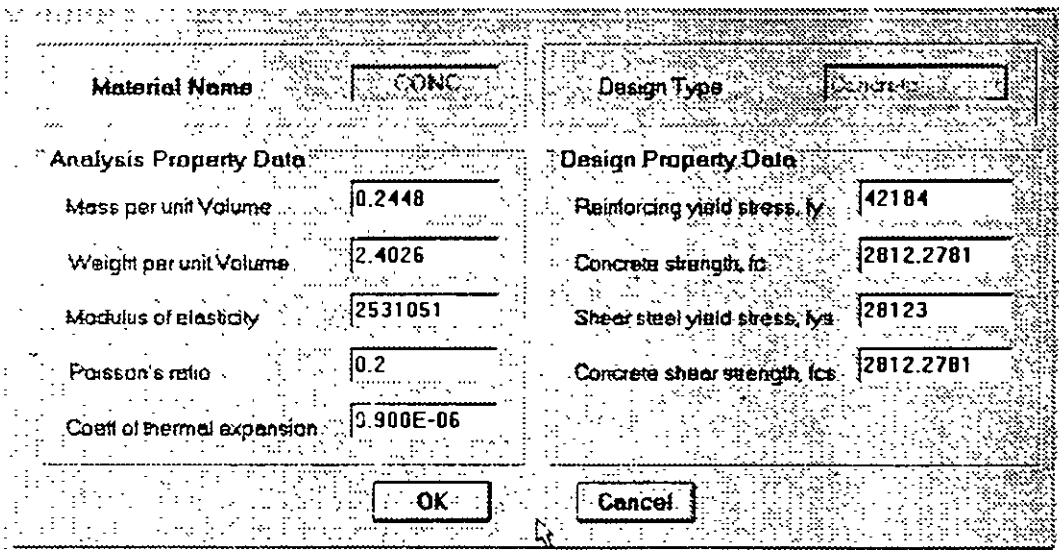 Material Name CONC Design Type Concrete
Analysis Property Data Design Property Data
Mass per unit Volume 0.2448 Reinforcing yield stress, fy 42184
Weight per unit Volume 2.4026 Concrete strength, fc 2812.2781
Modulus of elasticity 2531051 Shear steel yield stress, fys 28123
Poisson's ratio 0.2 Concrete shear strength, fcs 2812.2781
Coeff of thermal expansion .900E-06
OK Cancel